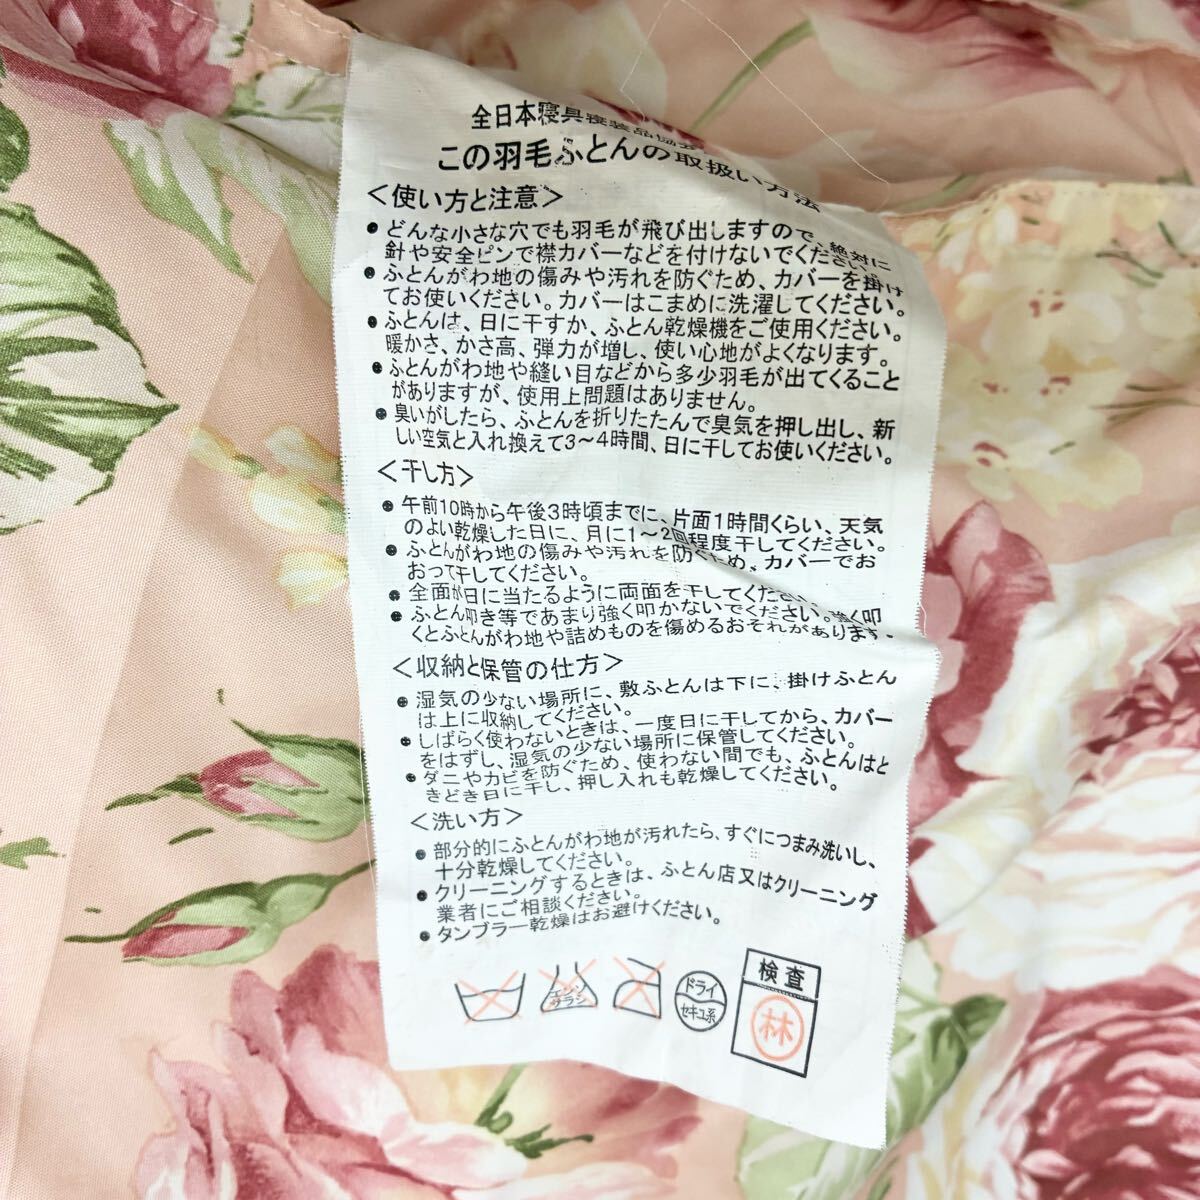 全日本寝具寝装品協会
この羽毛ふとんの取扱い方法
＜使い方と注意＞
●どんな小さな穴でも羽毛が飛び出しますので、絶対に
針や安全ピンで襟カバーなどを付けないでください。
●ふとんがわ地の傷みや汚れを防ぐため、カバーを掛け
てお使いください。カバーはこまめに洗濯してください。
●ふとんは、日に干すか、ふとん乾燥機をご使用ください。
暖かさ、かさ高、弾力が増し、使い心地がよくなります。
●ふとんがわ地や縫い目などから多少羽毛が出てくること
がありますが、使用上問題はありません。
●臭いがしたら、ふとんを折りたたんで臭気を押し出し、新
しい空気と入れ換えて3～4時間、日に干してお使いください。
＜干し方＞
●午前10時から午後3時頃までに、片面1時間くらい、天気
のよい乾燥した日に、月に1～2回程度干してください。
●ふとんがわ地の傷みや汚れを防ぐため、カバーでお
おって干してください。
●全面が日に当たるように両面を干してください。
●ふとん叩き等であまり強く叩かないでください。強く叩
くとふとんがわ地や詰めものを傷めるおそれがあります。
＜収納と保管の仕方＞
●湿気の少ない場所に、敷ふとんは下に、掛けふとん
は上に収納してください。
●しばらく使わないときは、一度日に干してから、カバー
をはずし、湿気の少ない場所に保管してください。
●ダニやカビを防ぐため、使わない間でも、ふとんはと
きどき日に干し、押し入れも乾燥してください。
＜洗い方＞
●部分的にふとんがわ地が汚れたら、すぐにつまみ洗いし、
十分乾燥してください。
●クリーニングするときは、ふとん店又はクリーニング
業者にご相談ください。
●タンブラー乾燥はお避けください。
エンソ
サラシ
ドライ
セキユ系
検査
林